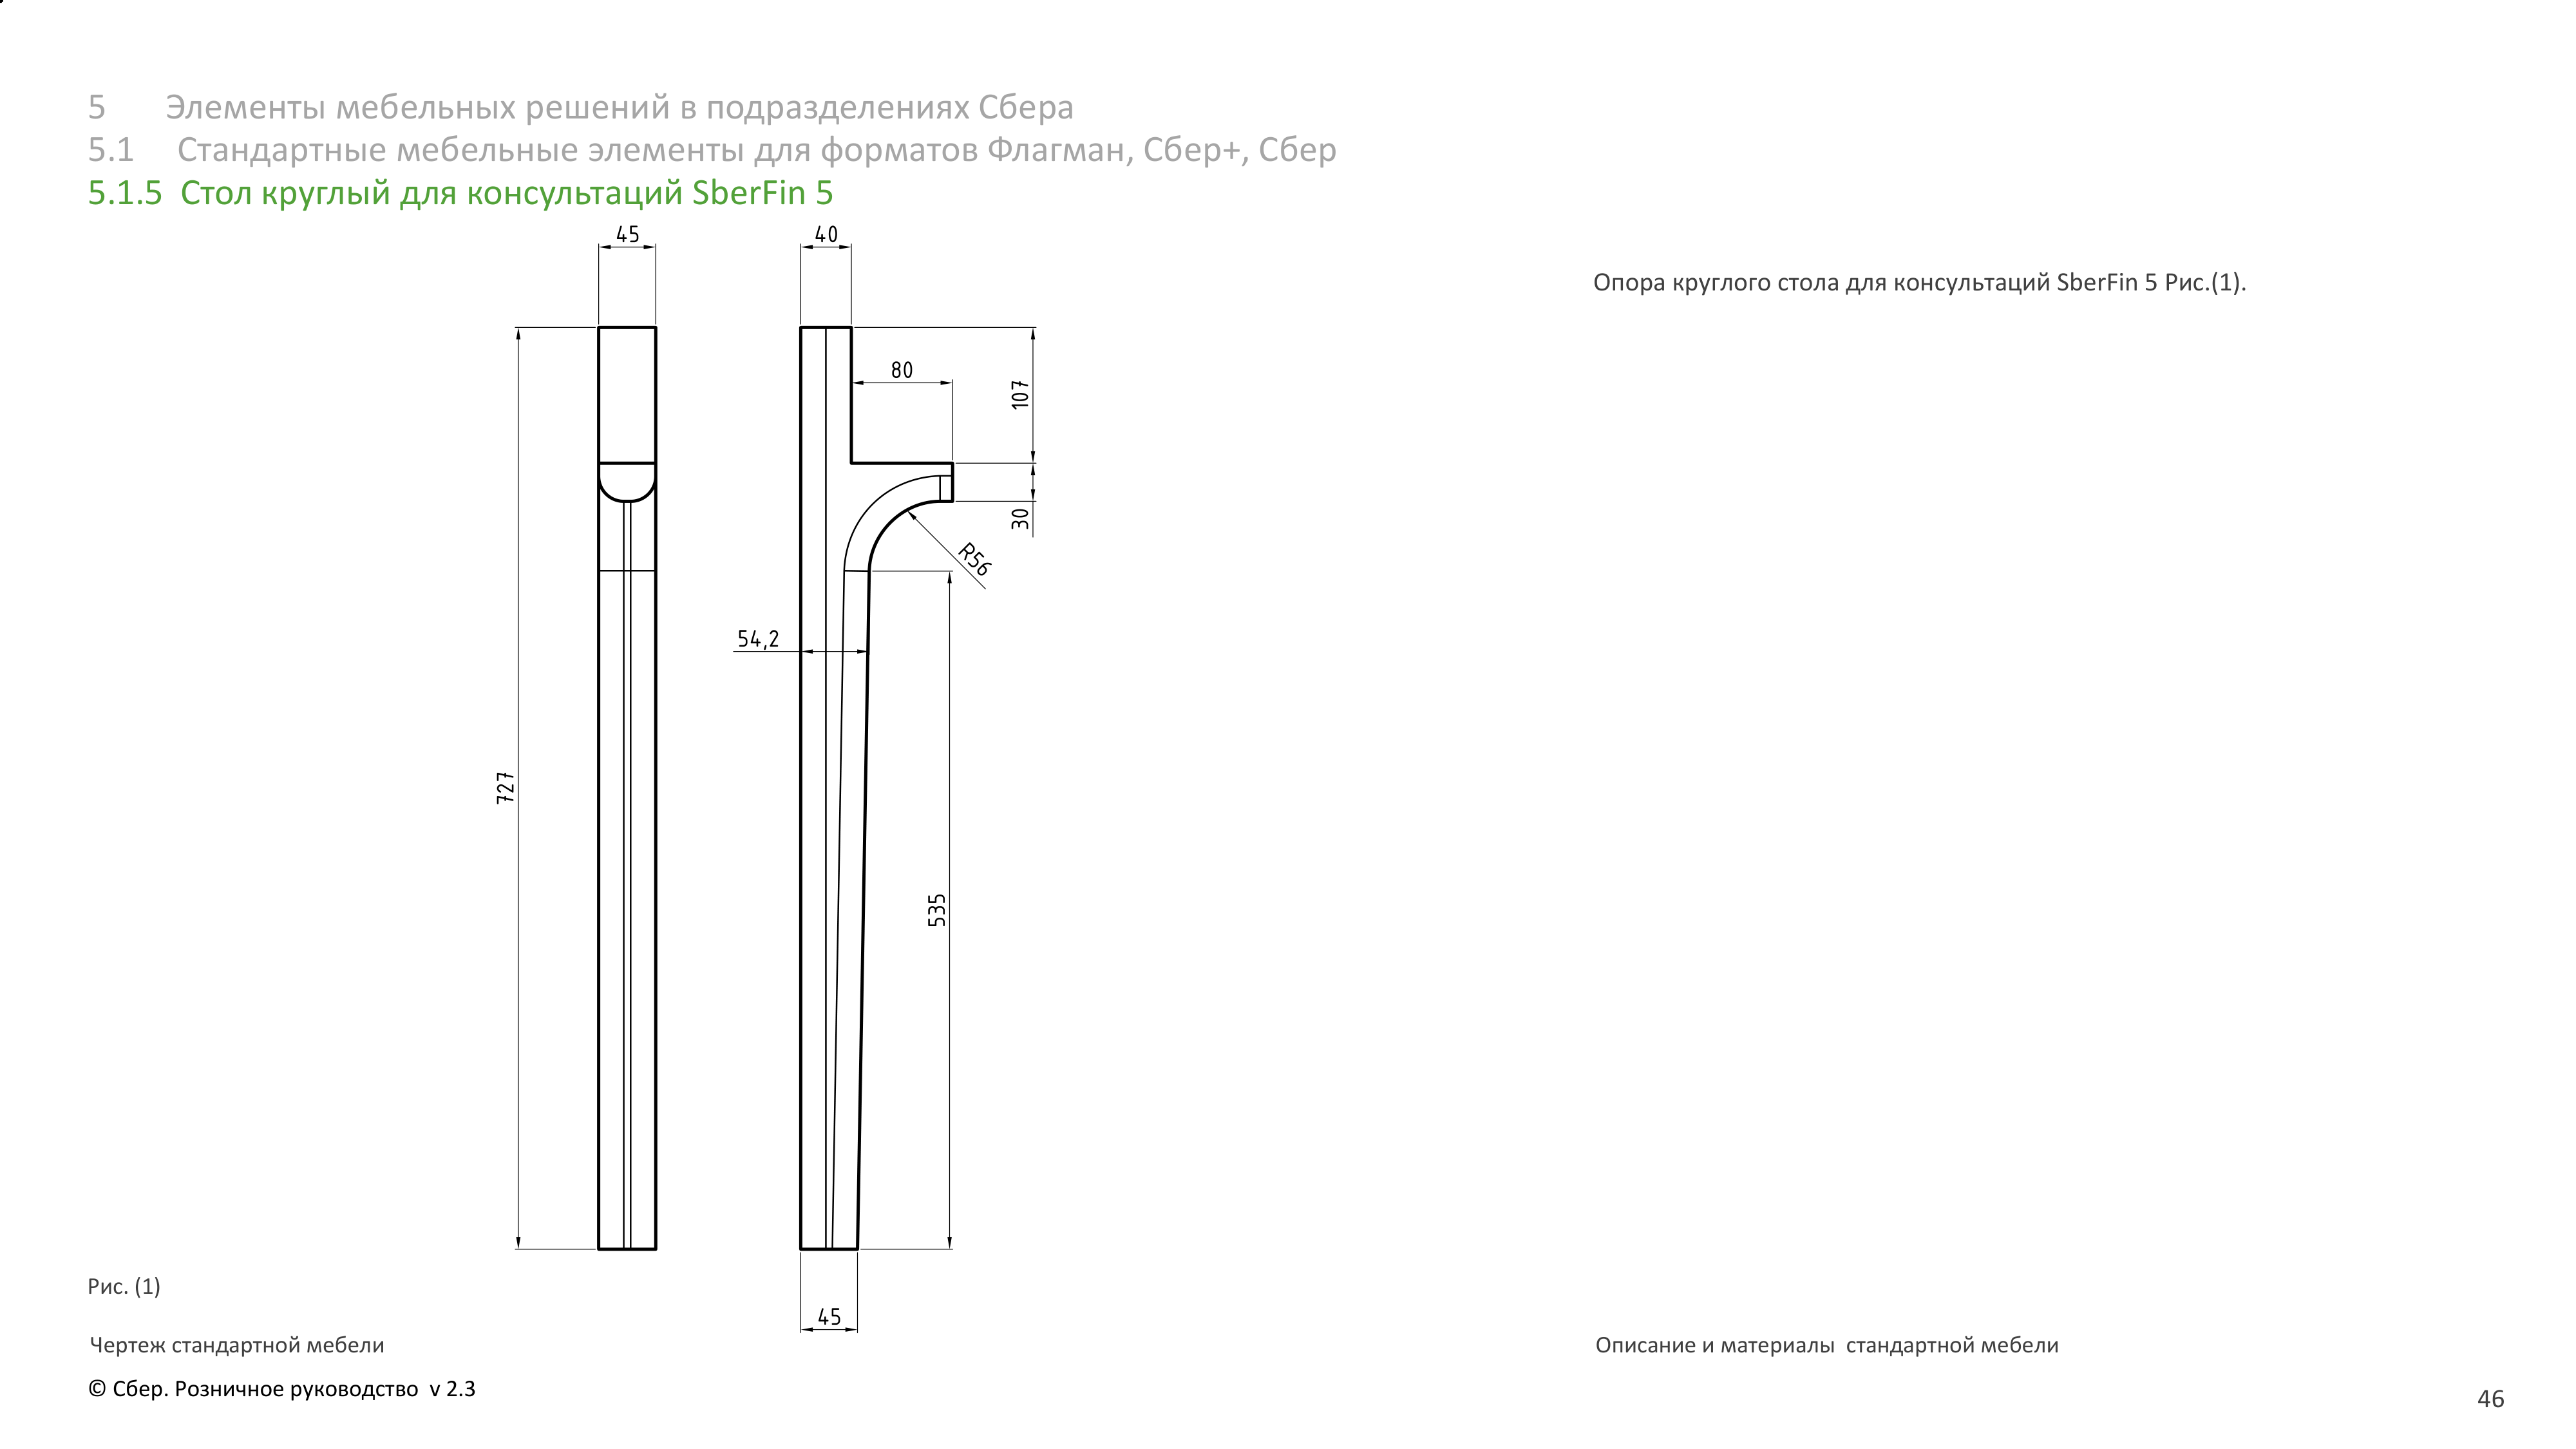 5 Элементы мебельных решений в подразделениях Сбера
5.1 Стандартные мебельные элементы для форматов Флагман, Сбер+, Сбер
5.1.5 Стол круглый для консультаций SberFin 5
45
40
Опора круглого стола для консультаций SberFin 5 Рис.(1).
80
107
30
R56
54,2
727
535
45
Рис. (1)
Чертеж стандартной мебели
Описание и материалы стандартной мебели
© Сбер. Розничное руководство v 2.3
46